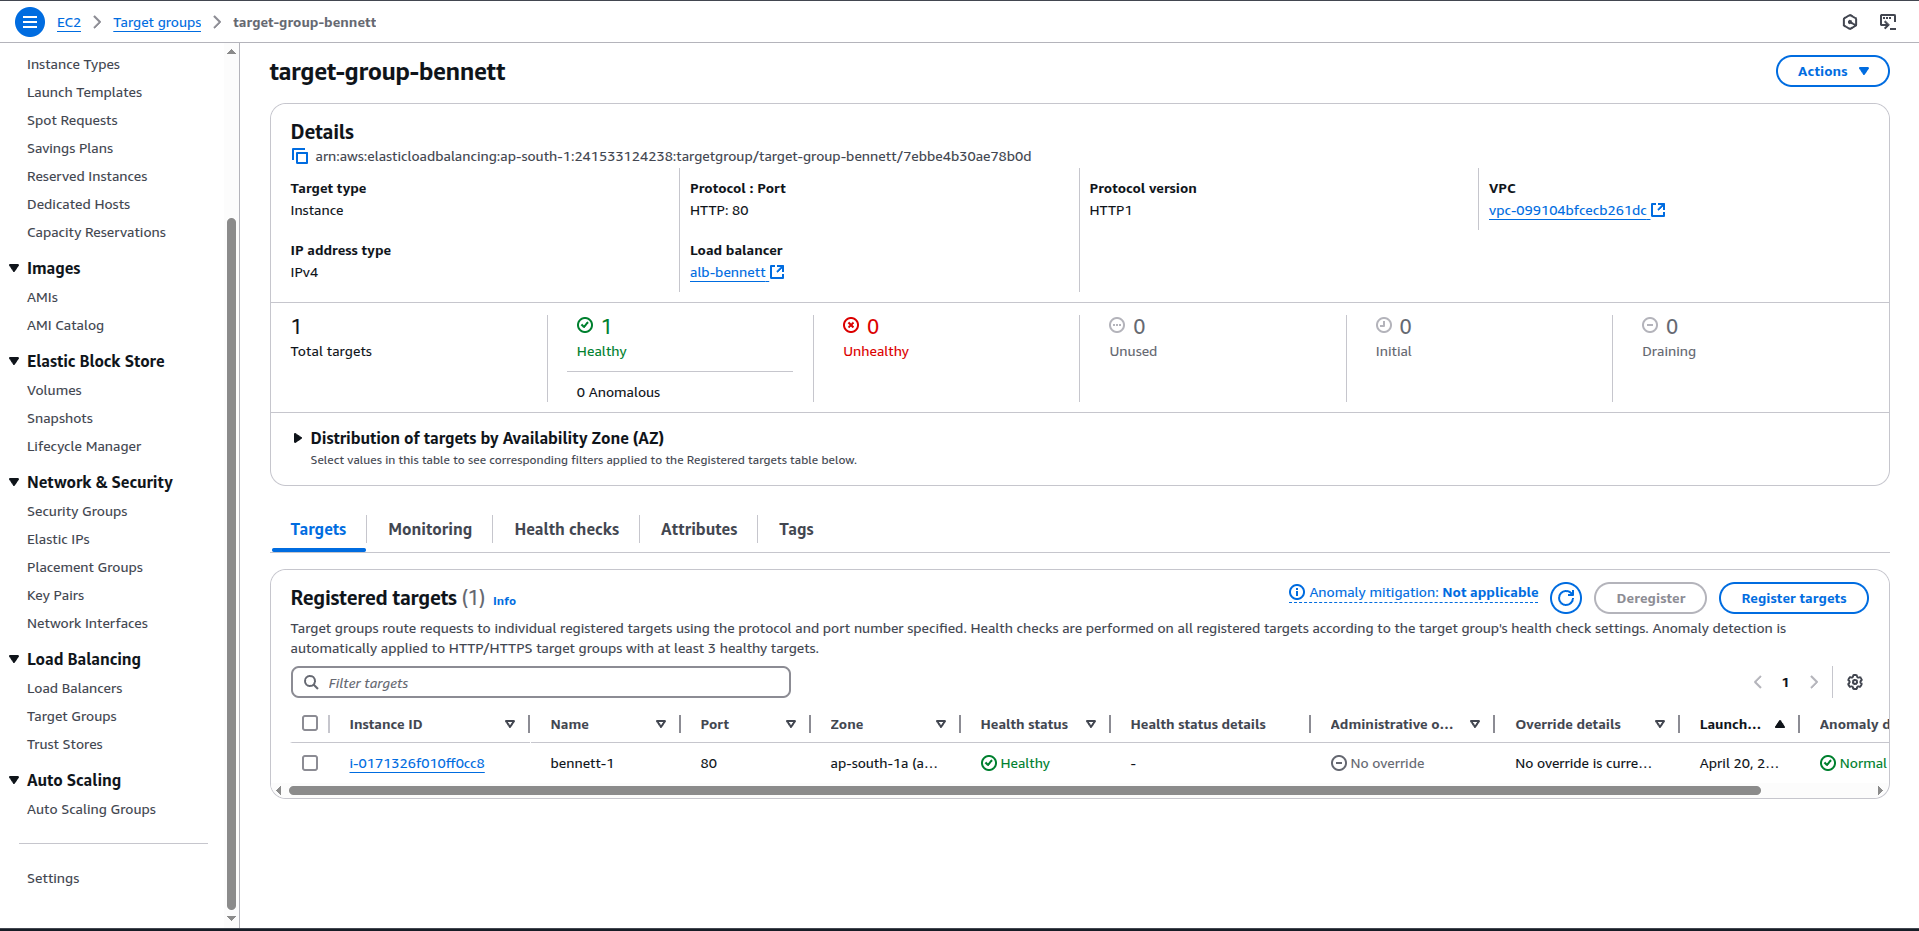 EC2 > Target groups > target-group-bennett
Instance Types
Launch Templates
Spot Requests
Savings Plans
Reserved Instances
Dedicated Hosts
Capacity Reservations
Images
AMIs
AMI Catalog
Elastic Block Store
Volumes
Snapshots
Lifecycle Manager
Network & Security
Security Groups
Elastic IPs
Placement Groups
Key Pairs
Network Interfaces
Load Balancing
Load Balancers
Target Groups
Trust Stores
Auto Scaling
Auto Scaling Groups
Settings
target-group-bennett
Actions
Details
arn:aws:elasticloadbalancing:ap-south-1:241533124238:targetgroup/target-group-bennett/7ebbe4b30ae78b0d
Target type
Instance
Protocol : Port
HTTP: 80
Protocol version
HTTP1
VPC
vpc-099104bfcecb261dc
IP address type
IPv4
Load balancer
alb-bennett
1
Total targets
1
Healthy
0 Anomalous
0
Unhealthy
0
Unused
0
Initial
0
Draining
Distribution of targets by Availability Zone (AZ)
Select values in this table to see corresponding filters applied to the Registered targets table below.
Targets Monitoring Health checks Attributes Tags
Registered targets (1) Info
Anomaly mitigation: Not applicable
Deregister
Register targets
Target groups route requests to individual registered targets using the protocol and port number specified. Health checks are performed on all registered targets according to the target group's health check settings. Anomaly detection is
automatically applied to HTTP/HTTPS target groups with at least 3 healthy targets.
Filter targets
1
Instance ID Name Port Zone Health status Health status details Administrative o... Override details Launch... Anomaly d
i-0171326f010ff0cc8 bennett-1 80 ap-south-1a (a... Healthy - No override No override is curre... April 20, 2... Normal